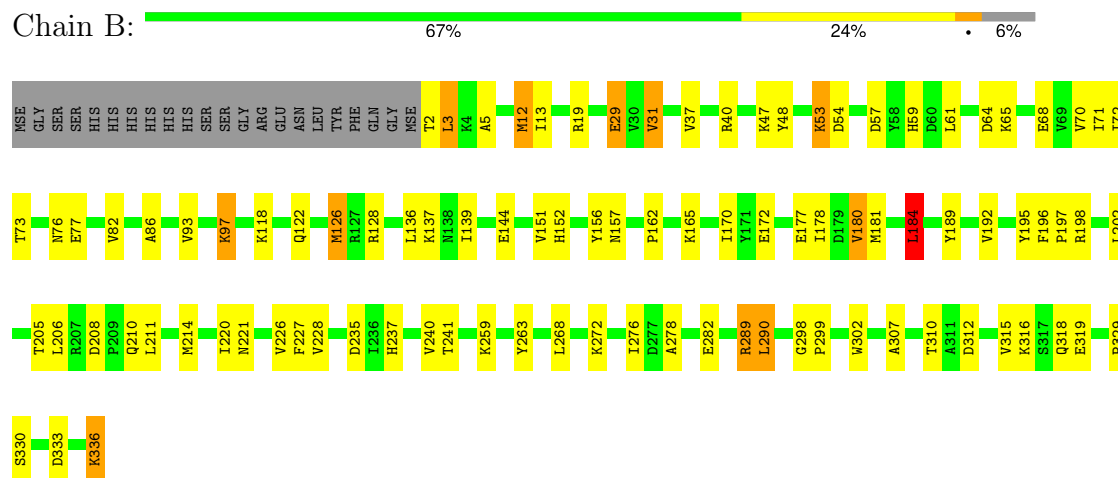 Chain B:
67% 24% • 6%
MSE GLY SER SER HIS HIS HIS HIS HIS HIS SER SER GLY ARG GLU ASN LEU TYR PHE GLN GLY MSE T2 L3 K4 A5 M12 I13 R19 E29 V30 V31 V37 R40 K47 Y48 K53 D54 D57 Y58 H59 D60 L61 D64 K65 E68 V69 V70 I71
T73 N76 E77 V82 A86 V93 K97 K118 Q122 M126 R127 R128 L136 K137 N138 I139 E144 V151 H152 Y156 N157 P162 K165 I170 Y171 E172 E177 I178 D179 V180 M181 L184 Y189 V192 Y195 F196 P197 R198
T205 L206 R207 D208 P209 Q210 L211 M214 I220 N221 V226 F227 V228 D235 I236 H237 V240 T241 K259 Y263 L268 K272 I276 D277 A278 E282 R289 L290 G298 P299 W302 A307 T310 A311 D312 V315 K316 S317 Q318 E319
S330 D333 K336